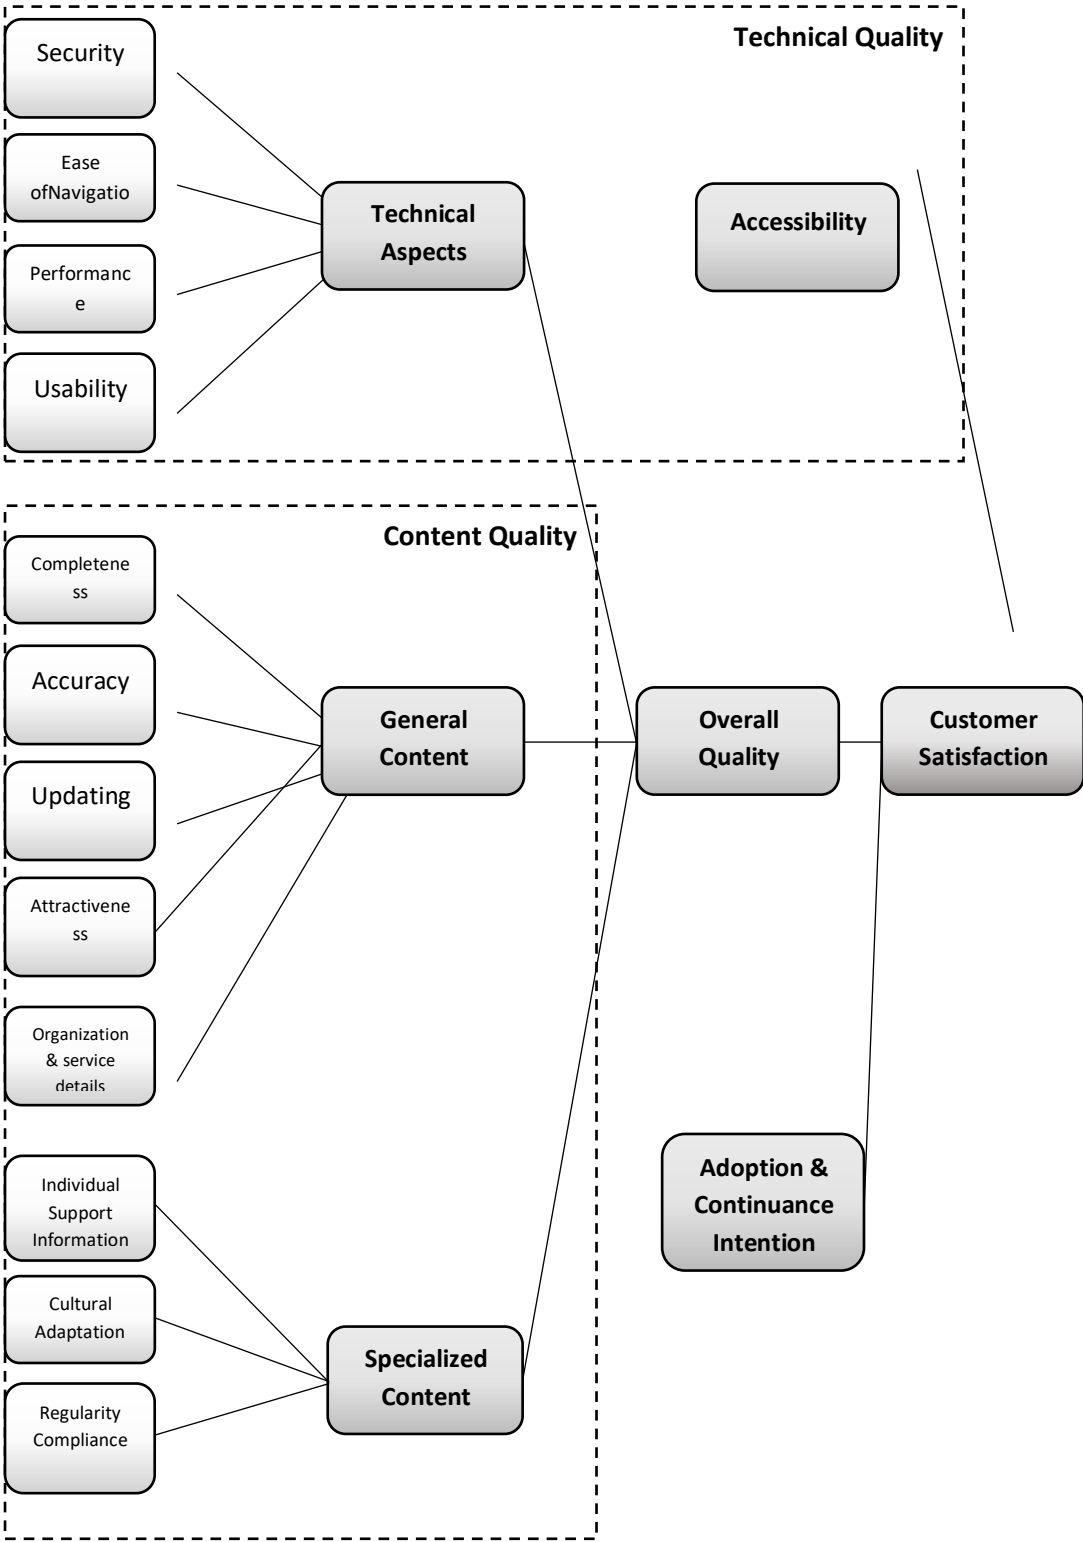 Technical Quality
Security
Ease
ofNavigatio
Performanc
e
Usability
Technical
Aspects
Accessibility
Content Quality
Completene
ss
Accuracy
Updating
Attractivene
ss
Organization
& service
details
General
Content
Overall
Quality
Customer
Satisfaction
Individual
Support
Information
Cultural
Adaptation
Regularity
Compliance
Specialized
Content
Adoption &
Continuance
Intention